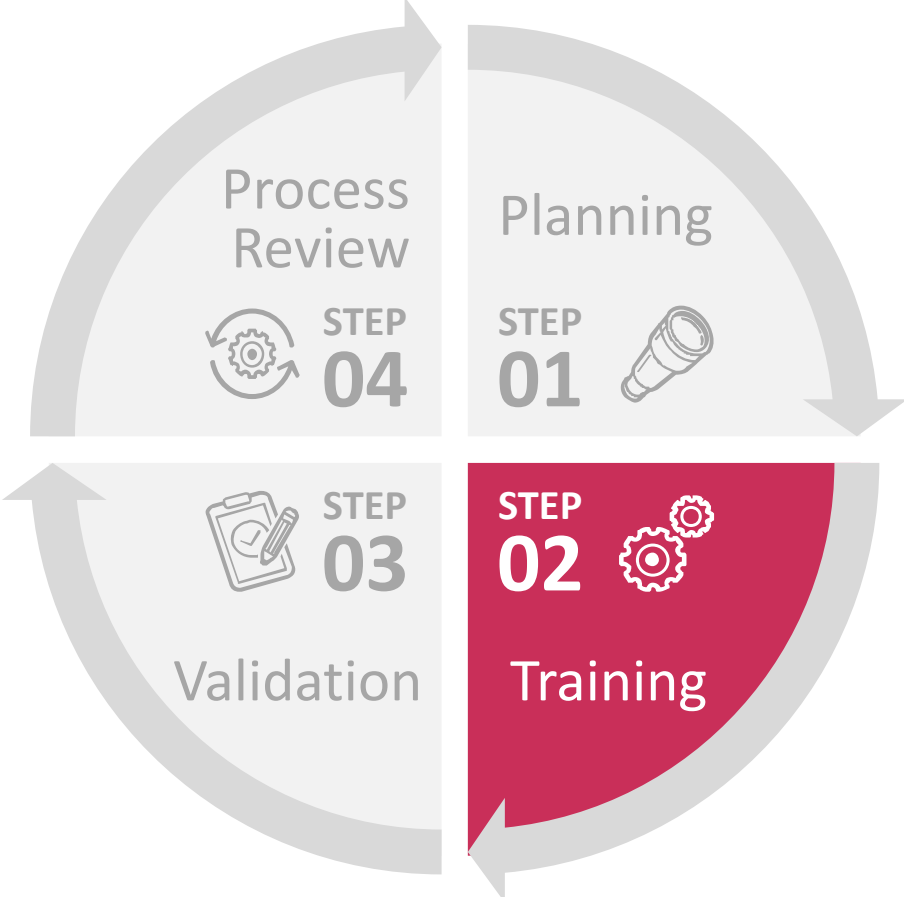 Process
Review
STEP
04
Planning
STEP
01
STEP
02
Training
STEP
03
Validation